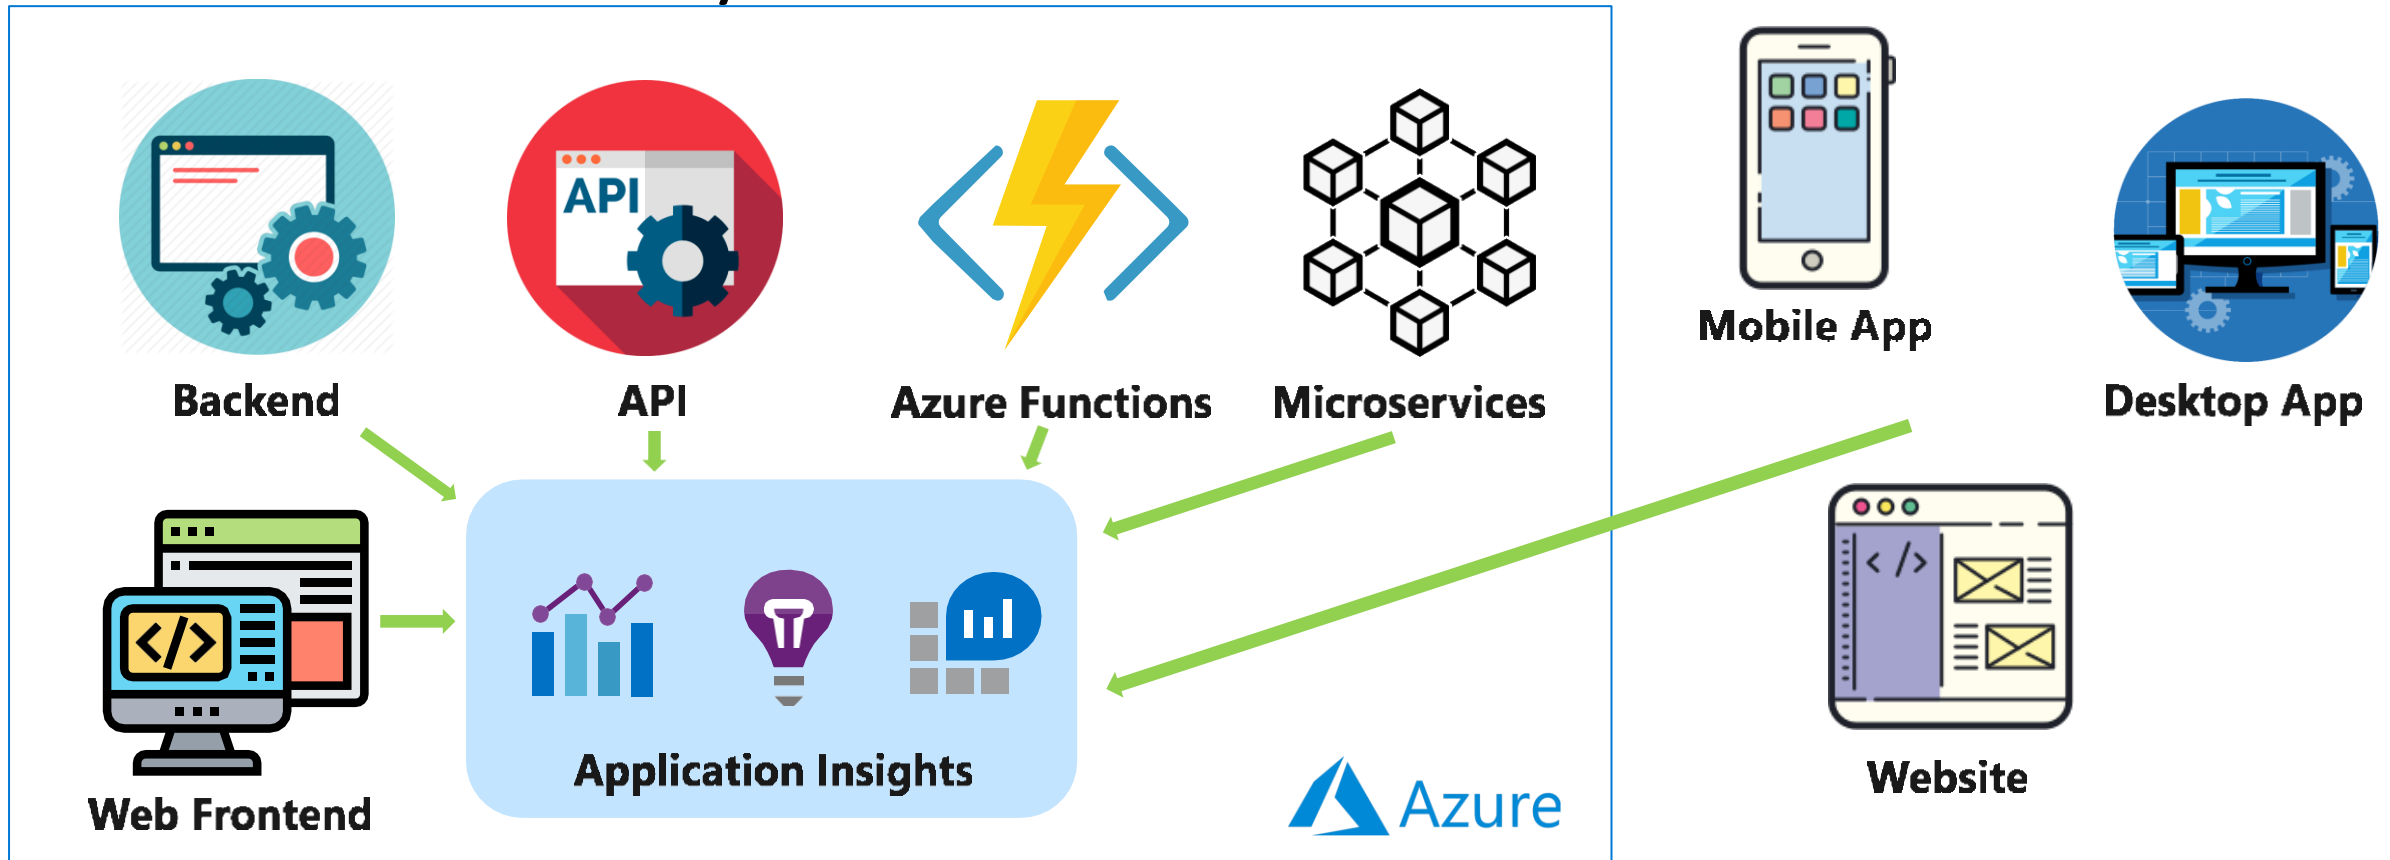 API
Mobile App
Backend
API
Azure Functions
Microservices
Desktop App
</>
</>
Application Insights
Web Frontend
Azure
Website